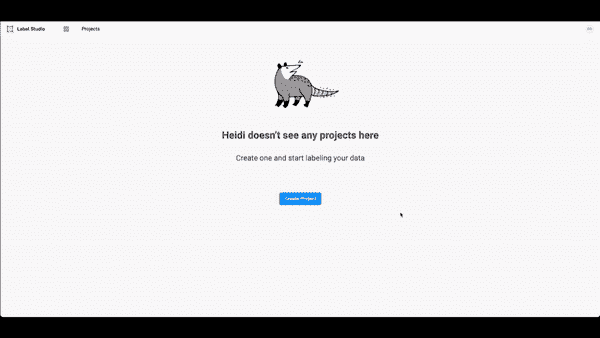 Label Studio
Projects
Heidi doesn't see any projects here
Create one and start labeling your data
Create Project